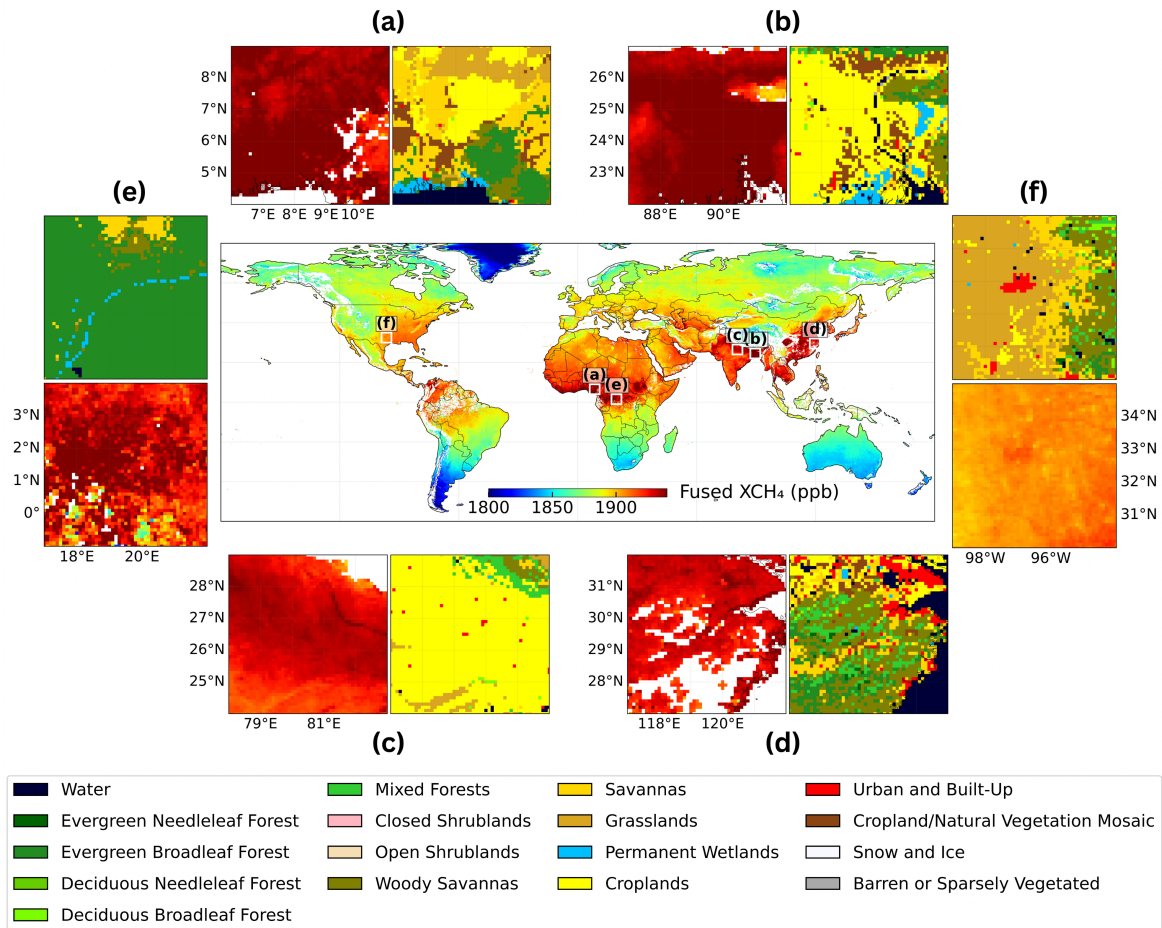 (a)
(b)
8°N
7°N
6°N
5°N
7°E 8°E 9°E 10°E
26°N
25°N
24°N
23°N
88°E 90°E
(e)
(f)
3°N
2°N
1°N
0°
18°E 20°E
(f)
(a)
(e)
(c)
(b)
(d)
Fused XCH₄ (ppb)
1800 1850 1900
34°N
33°N
32°N
31°N
98°W 96°W
28°N
27°N
26°N
25°N
79°E 81°E
31°N
30°N
29°N
28°N
118°E 120°E
(c)
(d)
Water
Evergreen Needleleaf Forest
Evergreen Broadleaf Forest
Deciduous Needleleaf Forest
Deciduous Broadleaf Forest
Mixed Forests
Closed Shrublands
Open Shrublands
Woody Savannas
Savannas
Grasslands
Permanent Wetlands
Croplands
Urban and Built-Up
Cropland/Natural Vegetation Mosaic
Snow and Ice
Barren or Sparsely Vegetated